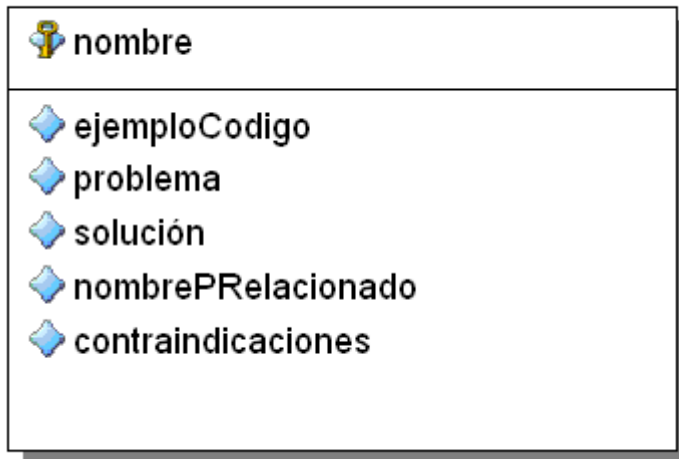 nombre
ejemploCodigo
problema
solución
nombrePRelacionado
contraindicaciones